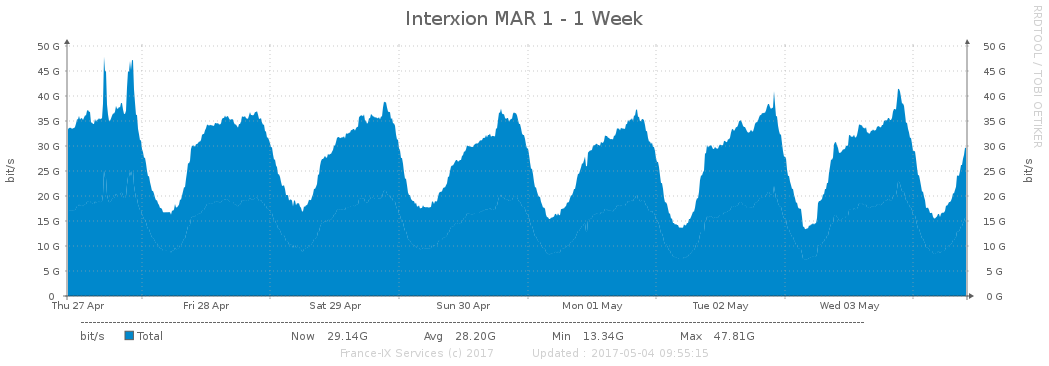 Interxion MAR 1 - 1 Week
RRDTOOL / TOBI OETIKER
bit/s
bit/s
50 G 50 G
45 G 45 G
40 G 40 G
35 G 35 G
30 G 30 G
25 G 25 G
20 G 20 G
15 G 15 G
10 G 10 G
5 G 5 G
0 0 G
Thu 27 Apr Fri 28 Apr Sat 29 Apr Sun 30 Apr Mon 01 May Tue 02 May Wed 03 May
bit/s Total Now 29.14G Avg 28.20G Min 13.34G Max 47.81G
France-IX Services (c) 2017 Updated : 2017-05-04 09:55:15